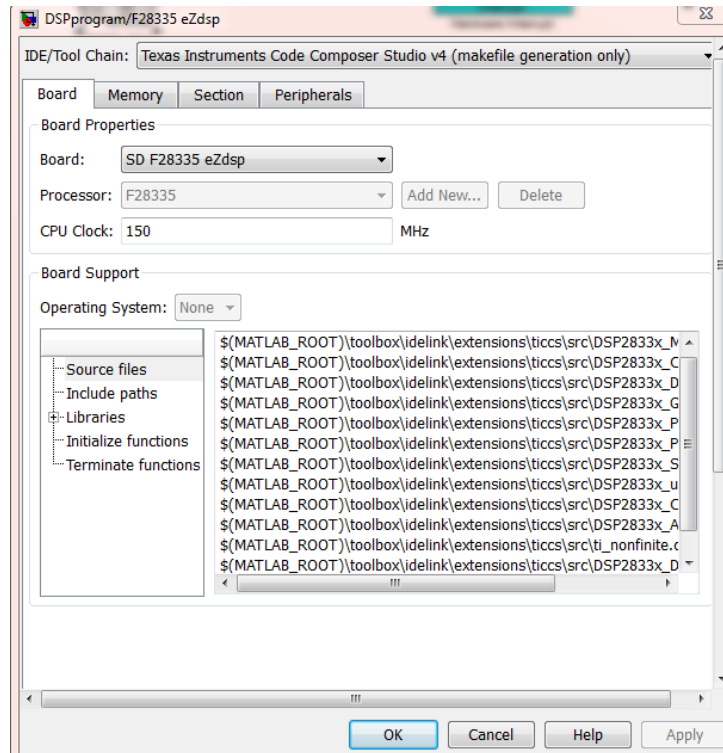 DSPprogram/F28335 eZdsp
IDE/Tool Chain: Texas Instruments Code Composer Studio v4 (makefile generation only)
Board Memory Section Peripherals
Board Properties
Board: SD F28335 eZdsp
Processor: F28335 Add New... Delete
CPU Clock: 150 MHz
Board Support
Operating System: None
Source files
Include paths
Libraries
Initialize functions
Terminate functions
$(MATLAB_ROOT)\toolbox\idelink\extensions\ticcs\src\DSP2833x_M
$(MATLAB_ROOT)\toolbox\idelink\extensions\ticcs\src\DSP2833x_C
$(MATLAB_ROOT)\toolbox\idelink\extensions\ticcs\src\DSP2833x_D
$(MATLAB_ROOT)\toolbox\idelink\extensions\ticcs\src\DSP2833x_G
$(MATLAB_ROOT)\toolbox\idelink\extensions\ticcs\src\DSP2833x_P
$(MATLAB_ROOT)\toolbox\idelink\extensions\ticcs\src\DSP2833x_P
$(MATLAB_ROOT)\toolbox\idelink\extensions\ticcs\src\DSP2833x_S
$(MATLAB_ROOT)\toolbox\idelink\extensions\ticcs\src\DSP2833x_u
$(MATLAB_ROOT)\toolbox\idelink\extensions\ticcs\src\DSP2833x_C
$(MATLAB_ROOT)\toolbox\idelink\extensions\ticcs\src\DSP2833x_A
$(MATLAB_ROOT)\toolbox\idelink\extensions\ticcs\src\ti_nonfinite.c
$(MATLAB_ROOT)\toolbox\idelink\extensions\ticcs\src\DSP2833x_D
OK Cancel Help Apply